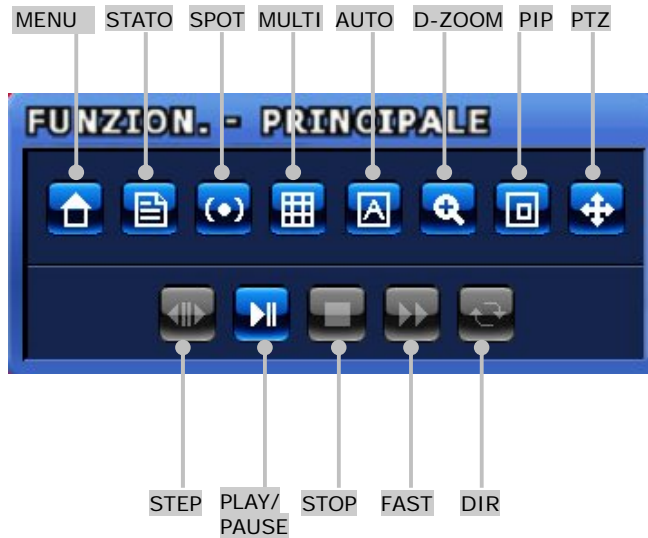 MENU STATO SPOT MULTI AUTO D-ZOOM PIP PTZ
FUNZION. - PRINCIPALE
STEP PLAY/ STOP FAST DIR
PAUSE